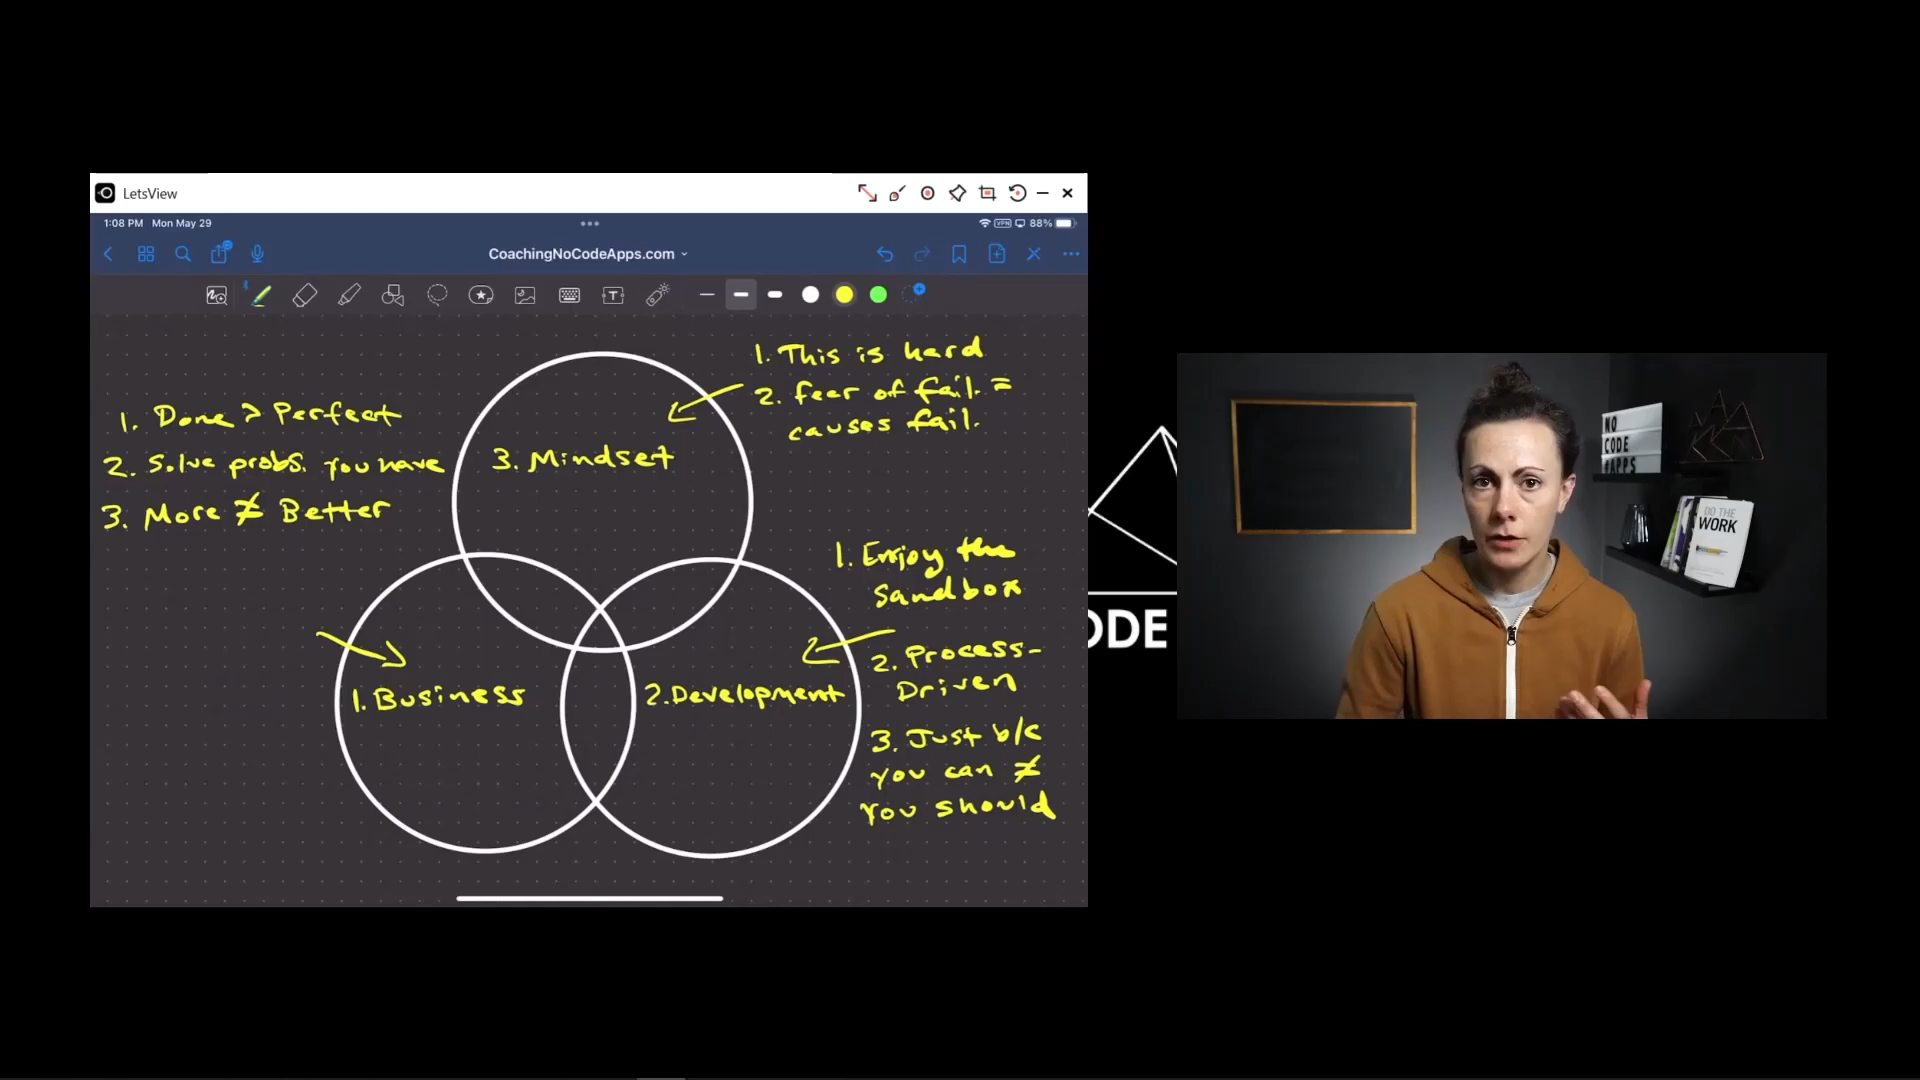 LetsView
1:08 PM Mon May 29
VPN 88%
CoachingNoCodeApps.com
T
1. This is hard
2. fear of fail. =
causes fail.
1. Done > Perfect
2. Solve probs. you have
3. More ≠ Better
3. Mindset
1. Enjoy the
sandbox
2. Process-
Driven
3. Just b/c
you can ≠
you should
1. Business
2. Development
ODE
NO
CODE
APPS
DO THE
WORK